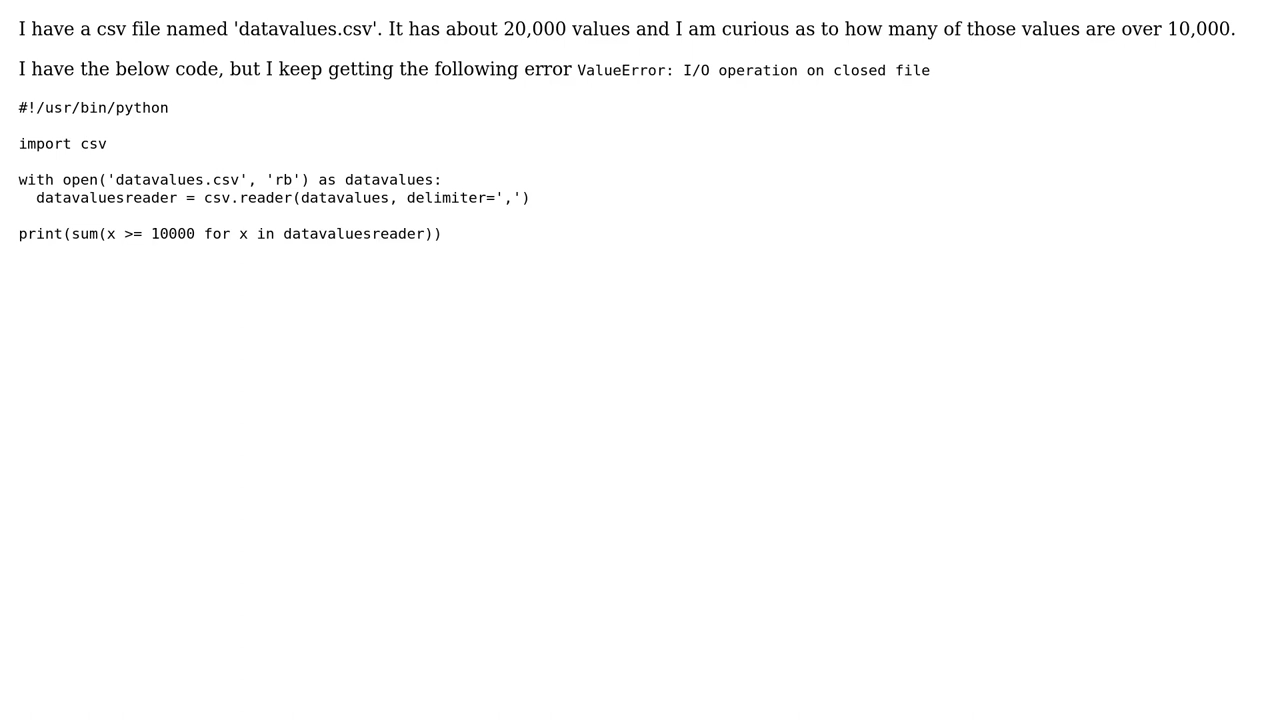 I have a csv file named 'datavalues.csv'. It has about 20,000 values and I am curious as to how many of those values are over 10,000.
I have the below code, but I keep getting the following error ValueError: I/O operation on closed file
#!/usr/bin/python
import csv
with open('datavalues.csv', 'rb') as datavalues:
  datavaluesreader = csv.reader(datavalues, delimiter=',')
print(sum(x >= 10000 for x in datavaluesreader))